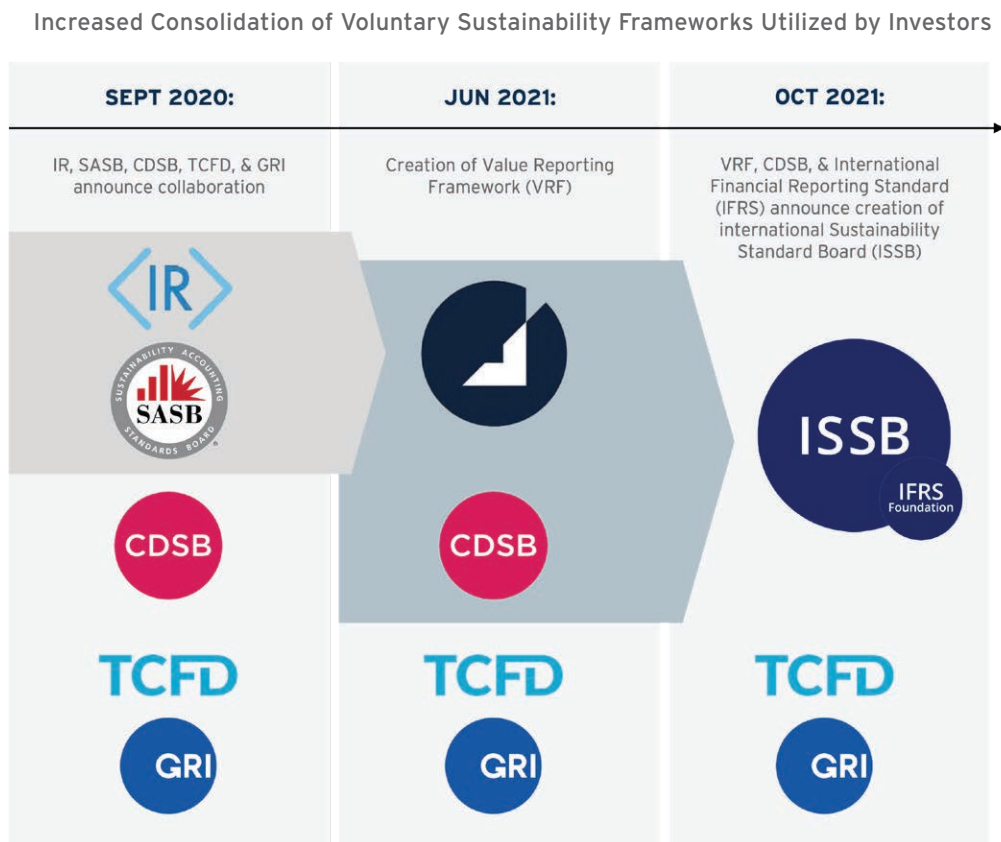 Increased Consolidation of Voluntary Sustainability Frameworks Utilized by Investors
SEPT 2020:
IR, SASB, CDSB, TCFD, & GRI
announce collaboration
<IR>
SUSTAINABILITY ACCOUNTING
SASB
STANDARDS BOARD
®
CDSB
TCFD
GRI
JUN 2021:
Creation of Value Reporting
Framework (VRF)
CDSB
TCFD
GRI
OCT 2021:
VRF, CDSB, & International
Financial Reporting Standard
(IFRS) announce creation of
international Sustainability
Standard Board (ISSB)
ISSB
IFRS
Foundation
TCFD
GRI